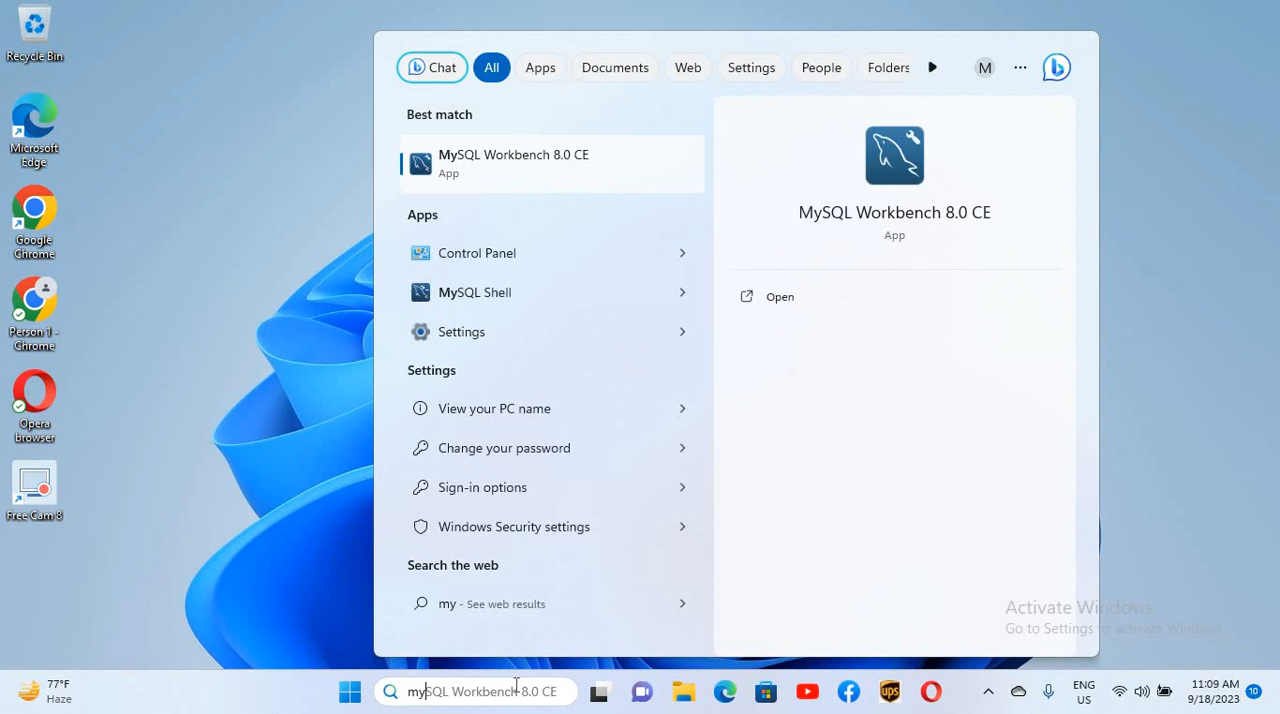 Recycle Bin
Microsoft
Edge
Google
Chrome
Person 1 -
Chrome
Opera
browser
Free Cam 8
Chat
All
Apps
Documents
Web
Settings
People
Folders
M
...
Best match
MySQL Workbench 8.0 CE
App
Apps
Control Panel
MySQL Shell
Settings
Settings
View your PC name
Change your password
Sign-in options
Windows Security settings
Search the web
my - See web results
MySQL Workbench 8.0 CE
App
Open
Activate Windows
Go to Settings to activate Windows.
77°F
Haze
mySQL Workbench 8.0 CE
ups
ENG
US
11:09 AM
9/18/2023
10